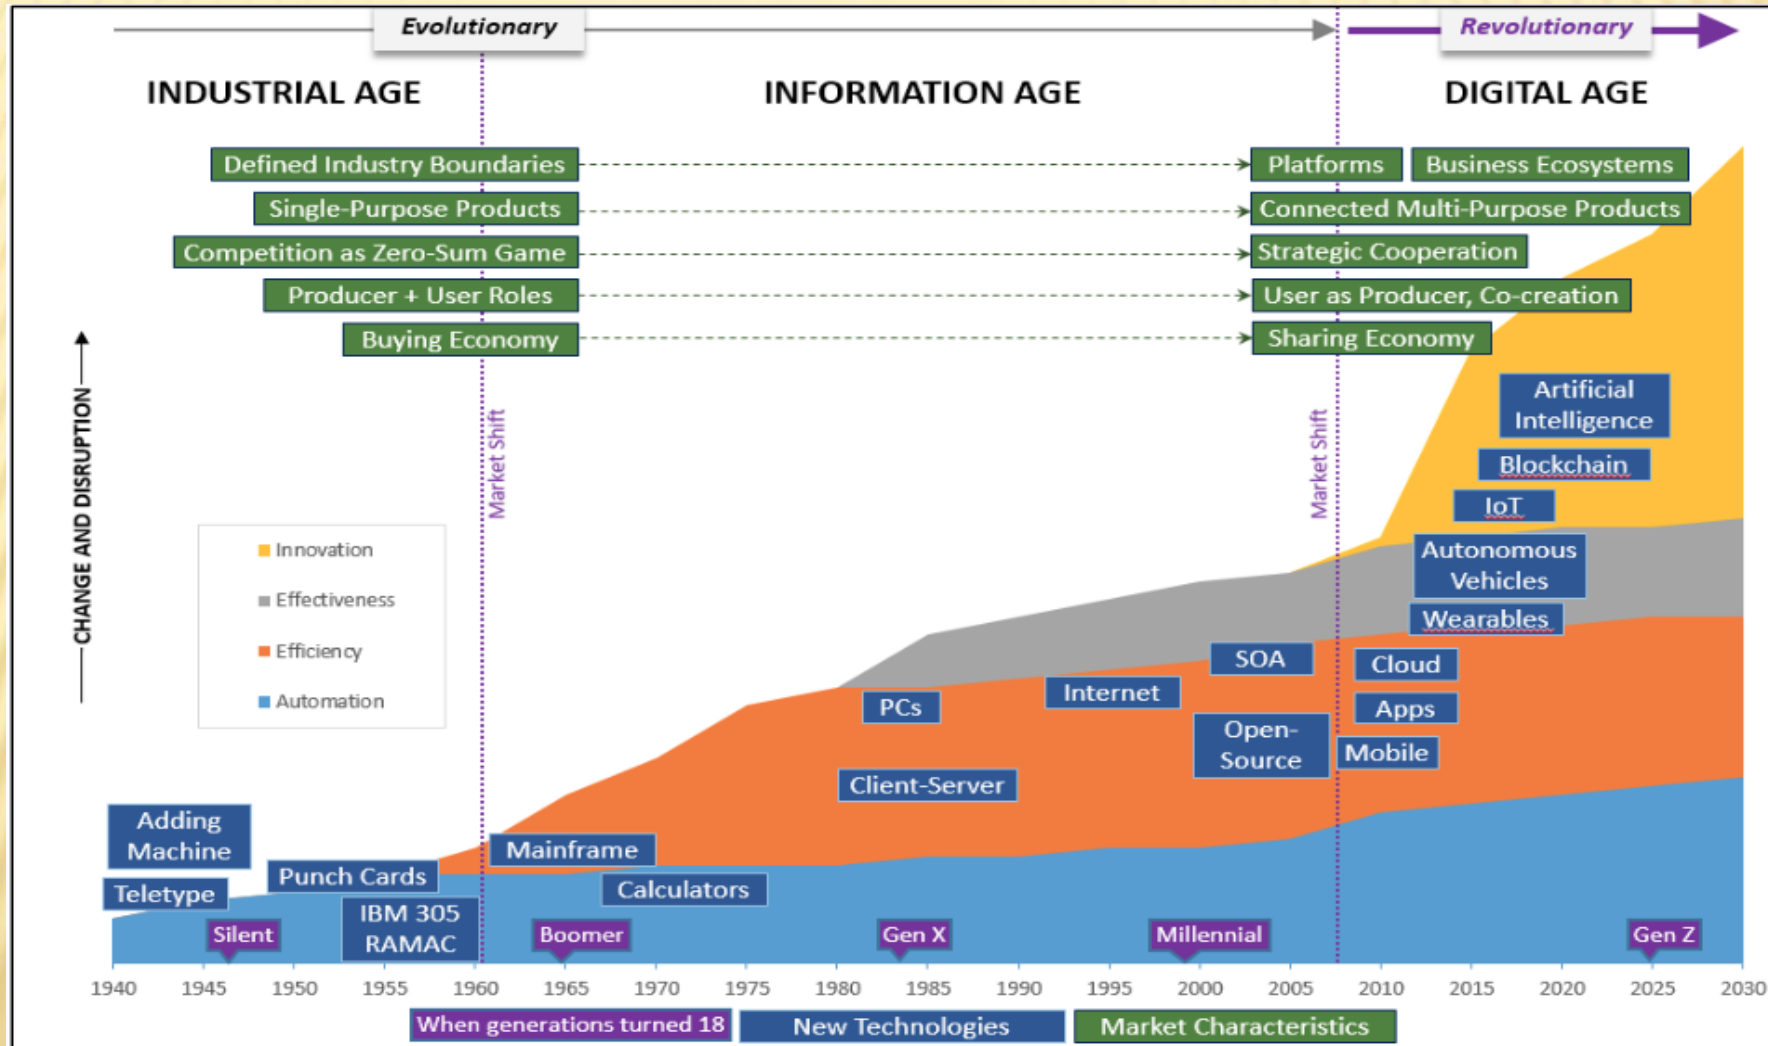 Evolutionary
Revolutionary
INDUSTRIAL AGE
INFORMATION AGE
DIGITAL AGE
Defined Industry Boundaries
Platforms
Business Ecosystems
Single-Purpose Products
Connected Multi-Purpose Products
Competition as Zero-Sum Game
Strategic Cooperation
Producer + User Roles
User as Producer, Co-creation
Buying Economy
Sharing Economy
CHANGE AND DISRUPTION
Market Shift
Market Shift
Innovation
Effectiveness
Efficiency
Automation
Artificial
Intelligence
Blockchain
IoT
Autonomous
Vehicles
Wearables
SOA
Cloud
Internet
PCs
Apps
Open-
Source
Mobile
Client-Server
Adding
Machine
Mainframe
Punch Cards
Teletype
Calculators
IBM 305
RAMAC
Silent
Boomer
Gen X
Millennial
Gen Z
1940 1945 1950 1955 1960 1965 1970 1975 1980 1985 1990 1995 2000 2005 2010 2015 2020 2025 2030
When generations turned 18
New Technologies
Market Characteristics